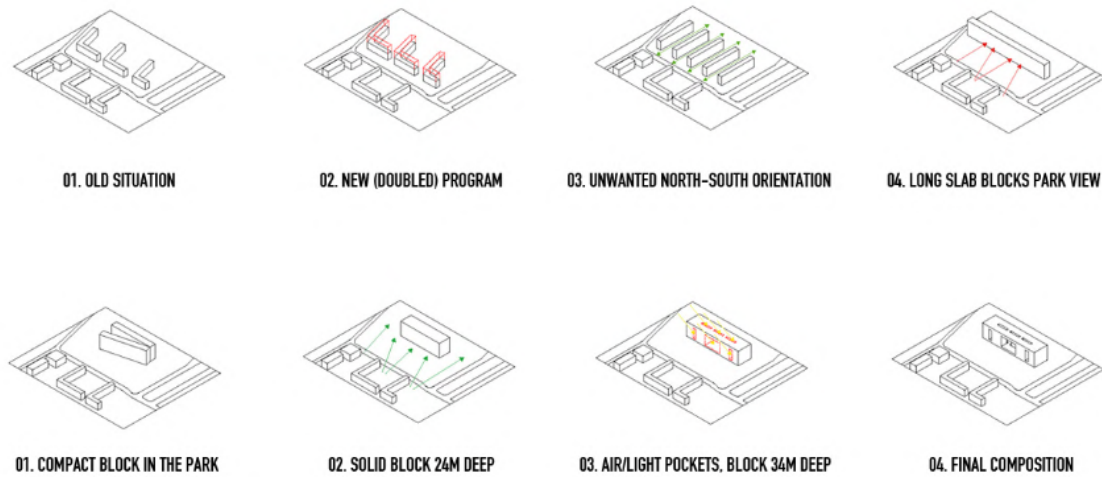 01. OLD SITUATION
02. NEW (DOUBLED) PROGRAM
03. UNWANTED NORTH-SOUTH ORIENTATION
04. LONG SLAB BLOCKS PARK VIEW
01. COMPACT BLOCK IN THE PARK
02. SOLID BLOCK 24M DEEP
03. AIR/LIGHT POCKETS, BLOCK 34M DEEP
04. FINAL COMPOSITION